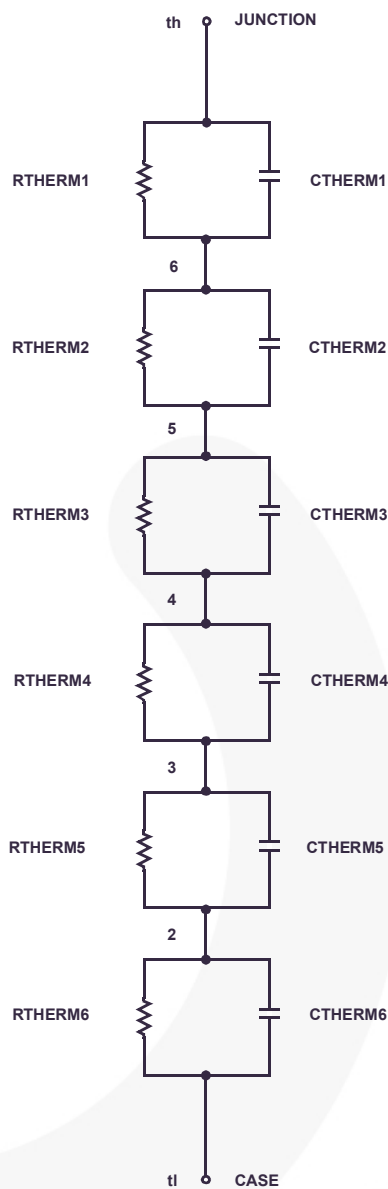 th JUNCTION
RTHERM1 CTHERM1
6
RTHERM2 CTHERM2
5
RTHERM3 CTHERM3
4
RTHERM4 CTHERM4
3
RTHERM5 CTHERM5
2
RTHERM6 CTHERM6
tl CASE